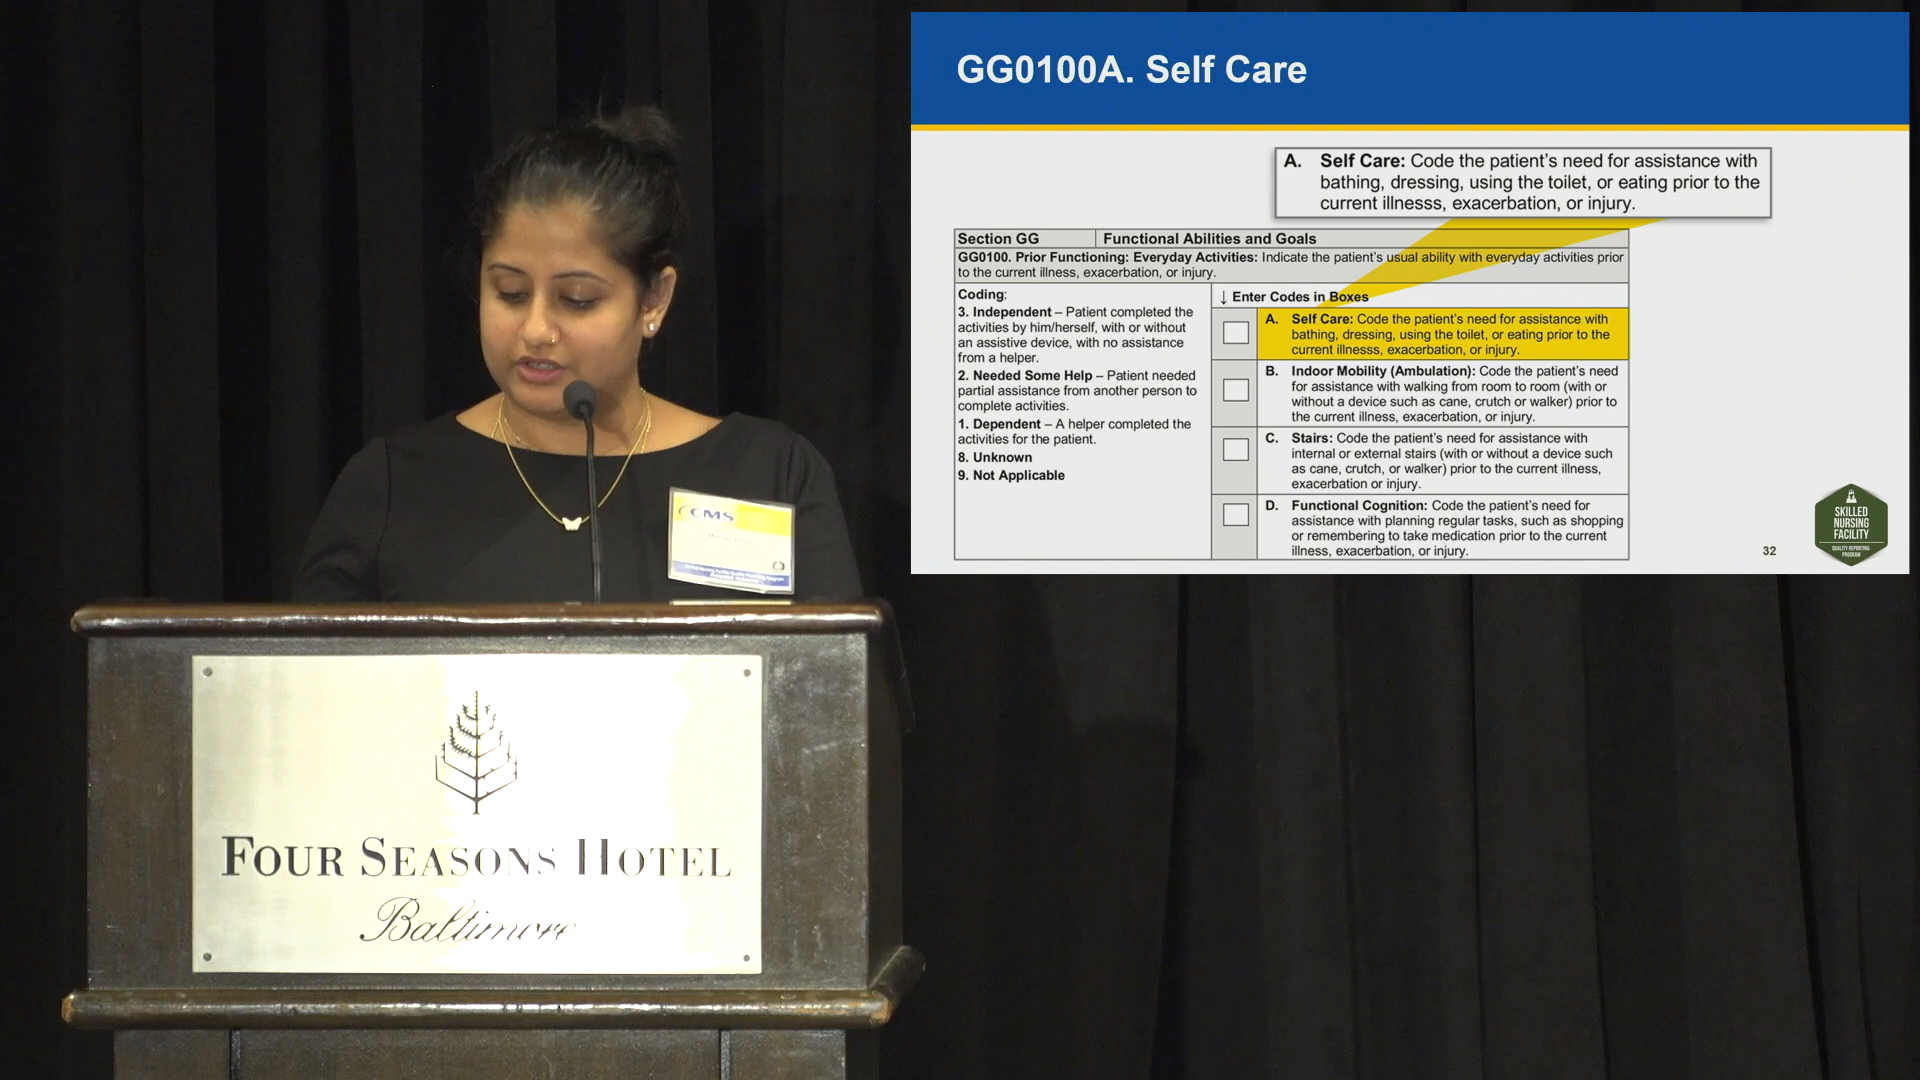 GG0100A. Self Care
A. Self Care: Code the patient's need for assistance with
bathing, dressing, using the toilet, or eating prior to the
current illnesss, exacerbation, or injury.
Section GG Functional Abilities and Goals
GG0100. Prior Functioning: Everyday Activities: Indicate the patient's usual ability with everyday activities prior
to the current illness, exacerbation, or injury.
Coding:
3. Independent – Patient completed the
activities by him/herself, with or without
an assistive device, with no assistance
from a helper.
2. Needed Some Help – Patient needed
partial assistance from another person to
complete activities.
1. Dependent – A helper completed the
activities for the patient.
8. Unknown
9. Not Applicable
↓ Enter Codes in Boxes
A. Self Care: Code the patient's need for assistance with
bathing, dressing, using the toilet, or eating prior to the
current illnesss, exacerbation, or injury.
B. Indoor Mobility (Ambulation): Code the patient's need
for assistance with walking from room to room (with or
without a device such as cane, crutch or walker) prior to
the current illness, exacerbation, or injury.
C. Stairs: Code the patient's need for assistance with
internal or external stairs (with or without a device such
as cane, crutch, or walker) prior to the current illness,
exacerbation or injury.
D. Functional Cognition: Code the patient's need for
assistance with planning regular tasks, such as shopping
or remembering to take medication prior to the current
illness, exacerbation, or injury.
32
SKILLED
NURSING
FACILITY
QUALITY REPORTING
PROGRAM
CMS
FOUR SEASONS HOTEL
Baltimore